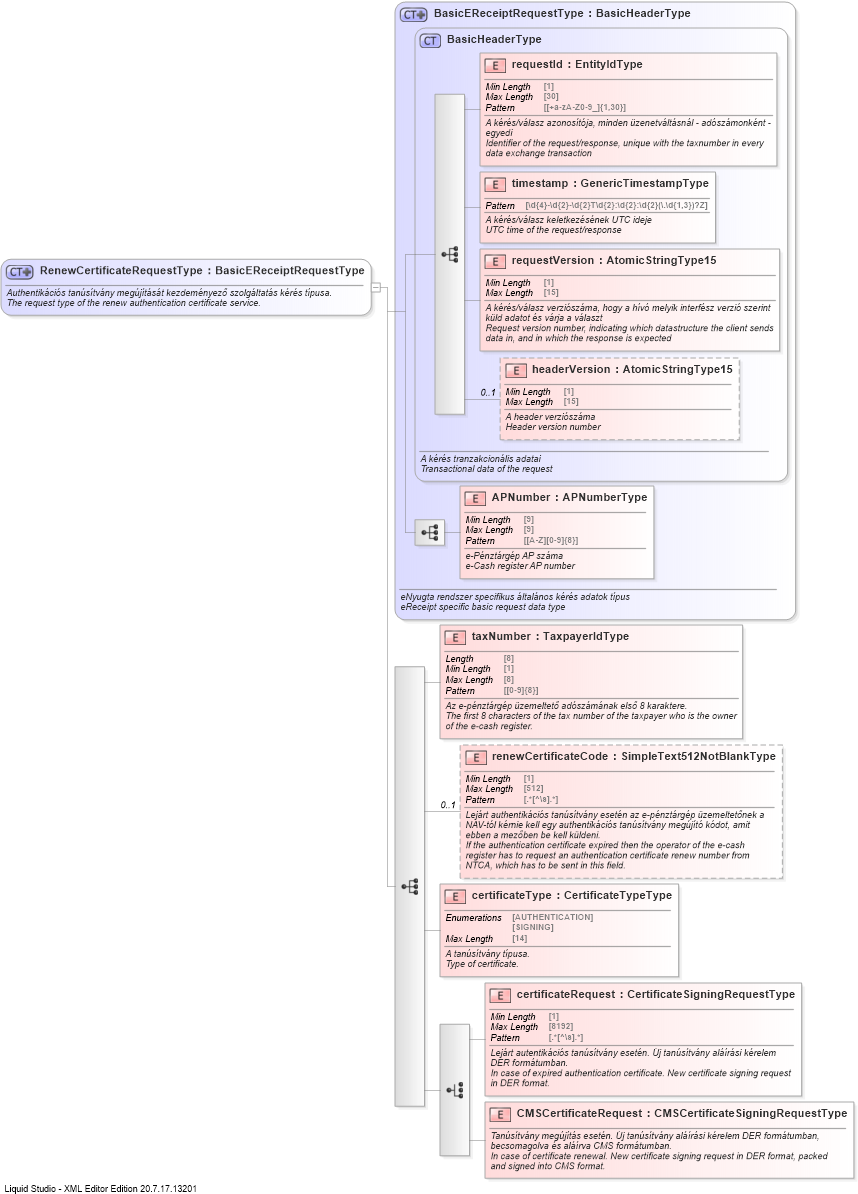 CT BasicEReceiptRequestType : BasicHeaderType
CT BasicHeaderType
E requestId : EntityIdType
Min Length [1]
Max Length [30]
Pattern [[+a-zA-Z0-9_]{1,30}]
A kérés/válasz azonosítója, minden üzenetváltásnál - adószámonként -
egyedi
Identifier of the request/response, unique with the taxnumber in every
data exchange transaction
E timestamp : GenericTimestampType
Pattern [\d{4}-\d{2}-\d{2}T\d{2}:\d{2}:\d{2}(\.\d{1,3})?Z]
A kérés/válasz keletkezésének UTC ideje
UTC time of the request/response
E requestVersion : AtomicStringType15
Min Length [1]
Max Length [15]
A kérés/válasz verziószáma, hogy a hívó melyik interfész verzió szerint
küld adatot és várja a választ
Request version number, indicating which datastructure the client sends
data in, and in which the response is expected
0..1
E headerVersion : AtomicStringType15
Min Length [1]
Max Length [15]
A header verziószáma
Header version number
A kérés tranzakcionális adatai
Transactional data of the request
CT RenewCertificateRequestType : BasicEReceiptRequestType
Authentikációs tanúsítvány megújítását kezdeményező szolgáltatás kérés típusa.
The request type of the renew authentication certificate service.
E APNumber : APNumberType
Min Length [9]
Max Length [9]
Pattern [[A-Z][0-9]{8}]
e-Pénztárgép AP száma
e-Cash register AP number
eNyugta rendszer specifikus általános kérés adatok típus
eReceipt specific basic request data type
E taxNumber : TaxpayerIdType
Length [8]
Min Length [1]
Max Length [8]
Pattern [[0-9]{8}]
Az e-pénztárgép üzemeltető adószámának első 8 karaktere.
The first 8 characters of the tax number of the taxpayer who is the owner
of the e-cash register.
0..1
E renewCertificateCode : SimpleText512NotBlankType
Min Length [1]
Max Length [512]
Pattern [.*[^\s].*]
Lejárt authentikációs tanúsítvány esetén az e-pénztárgép üzemeltetőnek a
NAV-tól kérnie kell egy authentikációs tanúsítvány megújító kódot, amit
ebben a mezőben be kell küldeni.
If the authentication certificate expired then the operator of the e-cash
register has to request an authentication certificate renew number from
NTCA, which has to be sent in this field.
E certificateType : CertificateTypeType
Enumerations [AUTHENTICATION]
[SIGNING]
Max Length [14]
A tanúsítvány típusa.
Type of certificate.
E certificateRequest : CertificateSigningRequestType
Min Length [1]
Max Length [8192]
Pattern [.*[^\s].*]
Lejárt autentikációs tanúsítvány esetén. Új tanúsítvány aláírási kérelem
DER formátumban.
In case of expired authentication certificate. New certificate signing request
in DER format.
E CMSCertificateRequest : CMSCertificateSigningRequestType
Tanúsítvány megújítás esetén. Új tanúsítvány aláírási kérelem DER formátumban,
becsomagolva és aláírva CMS formátumban.
In case of certificate renewal. New certificate signing request in DER format, packed
and signed into CMS format.
Liquid Studio - XML Editor Edition 20.7.17.13201